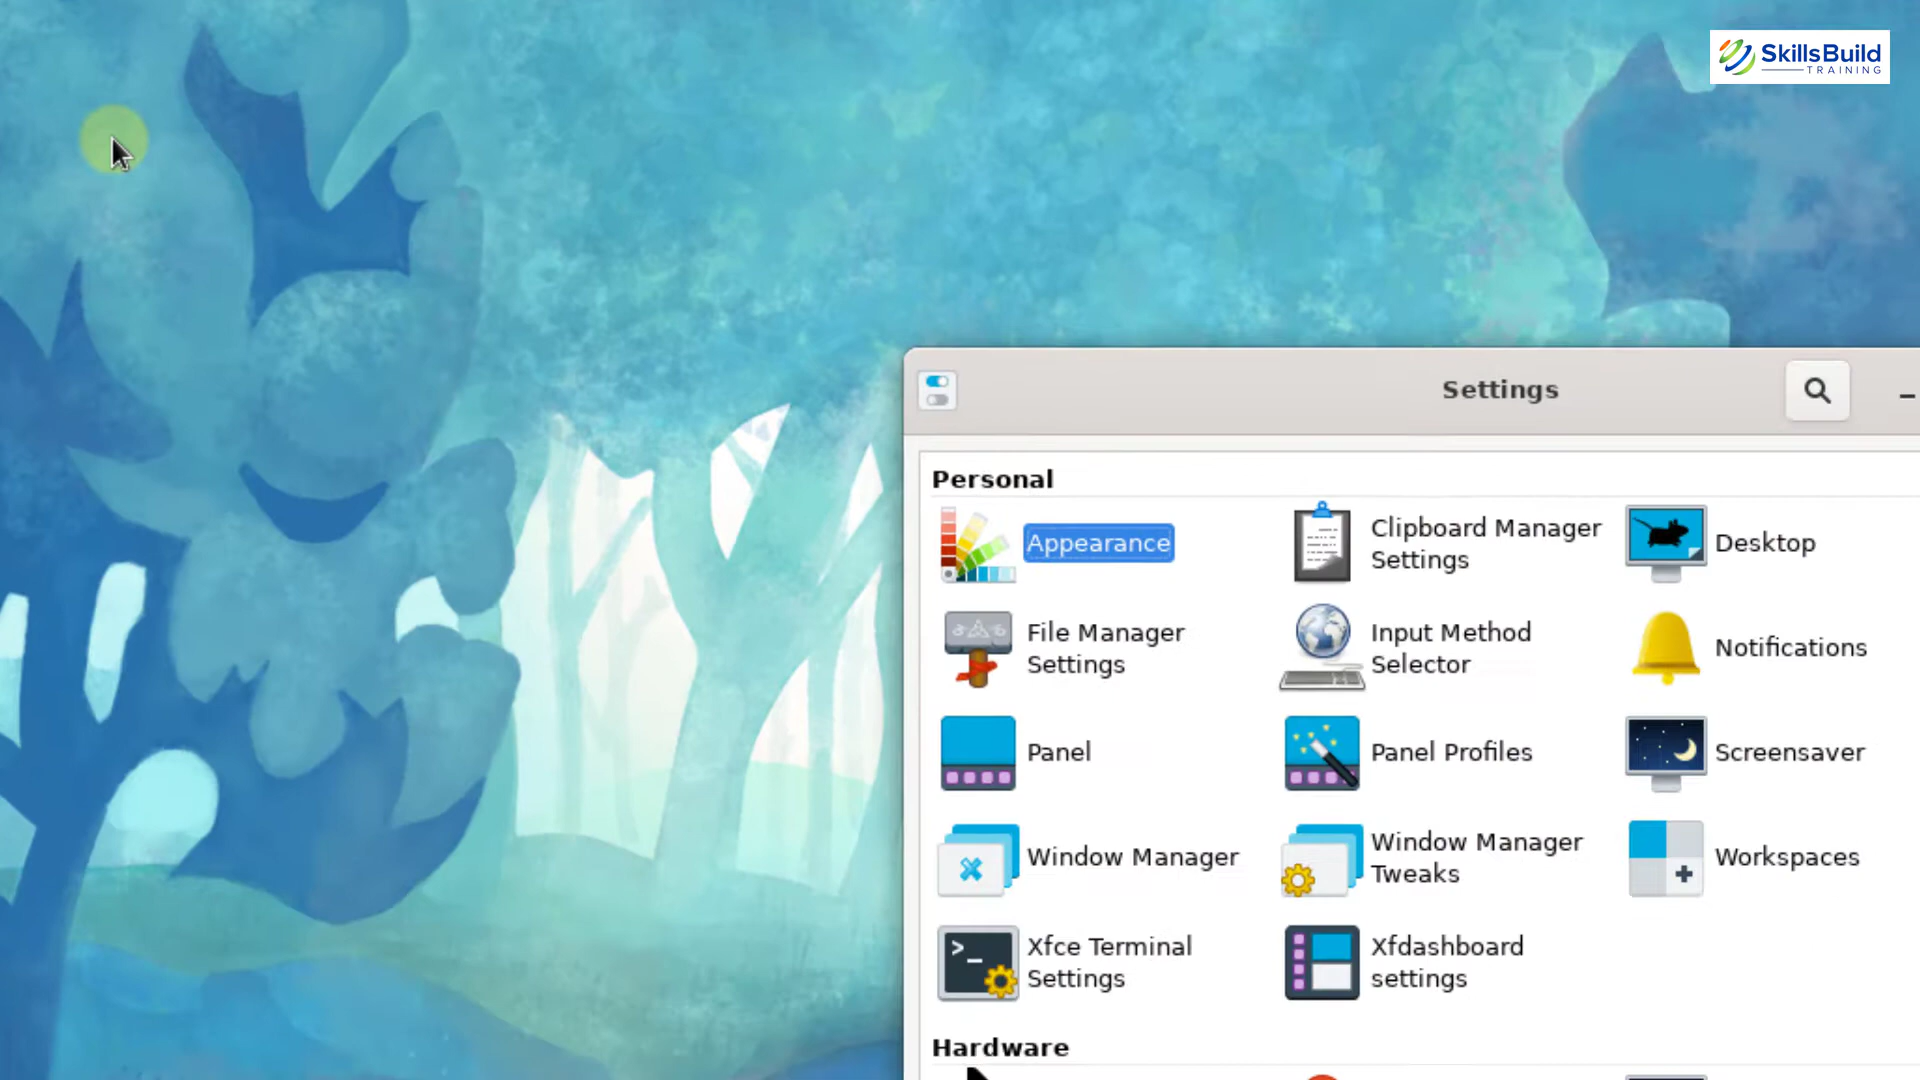 SkillsBuild
TRAINING
Settings
Personal
Appearance
Clipboard Manager
Settings
Desktop
File Manager
Settings
Input Method
Selector
Notifications
Panel
Panel Profiles
Screensaver
Window Manager
Window Manager
Tweaks
Workspaces
Xfce Terminal
Settings
Xfdashboard
settings
Hardware